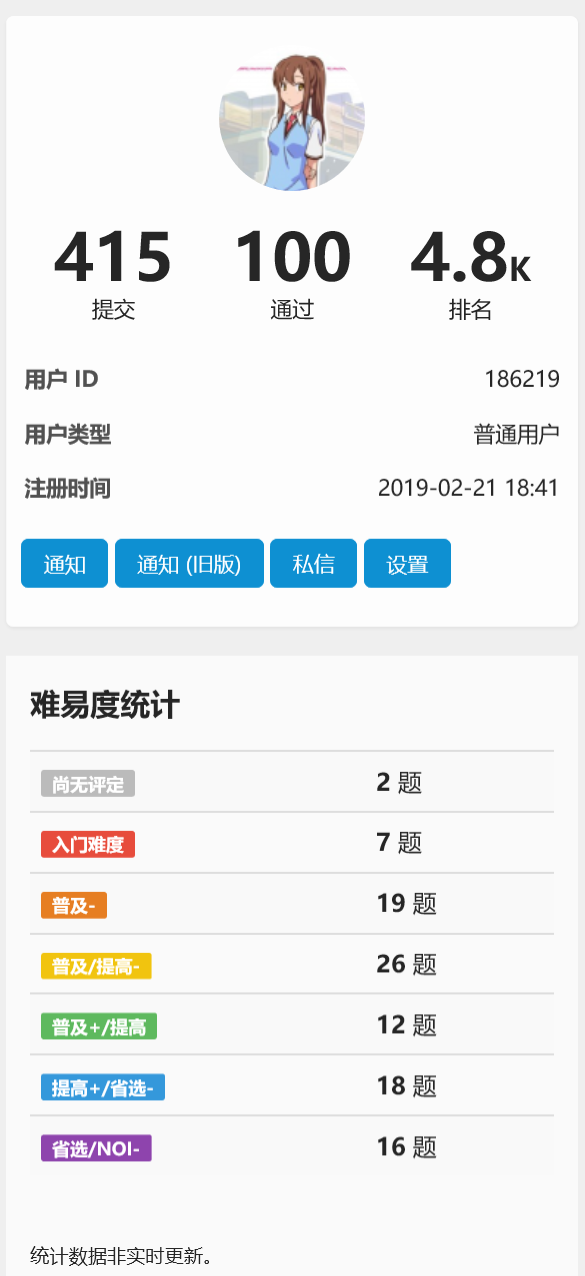 415 100 4.8K
提交 通过 排名
用户 ID 186219
用户类型 普通用户
注册时间 2019-02-21 18:41
通知 通知 (旧版) 私信 设置
难易度统计
尚无评定 2 题
入门难度 7 题
普及- 19 题
普及/提高- 26 题
普及+/提高 12 题
提高+/省选- 18 题
省选/NOI- 16 题
统计数据非实时更新。